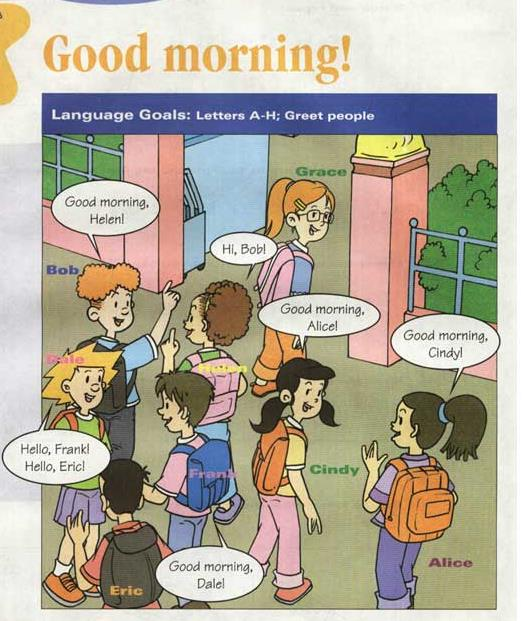 Good morning!
Language Goals: Letters A-H; Greet people
Grace
Good morning,
Helen!
Hi, Bob!
Bob
Good morning,
Alice!
Good morning,
Cindy!
Dale
Helen
Hello, Frank!
Hello, Eric!
Frank
Cindy
Good morning,
Dale!
Alice
Eric